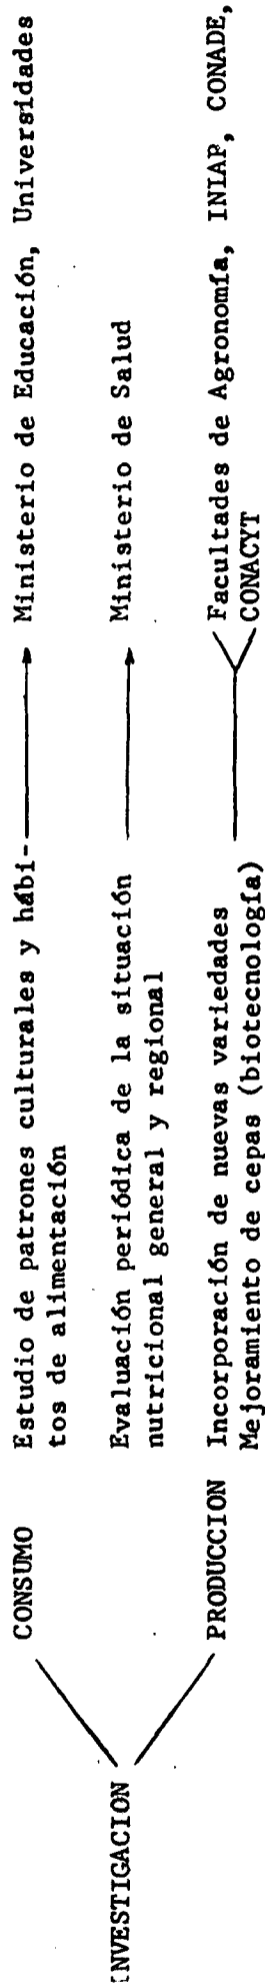 INVESTIGACION
CONSUMO
Estudio de patrones culturales y hábi-
tos de alimentación
Ministerio de Educación, Universidades
Evaluación periódica de la situación
nutricional general y regional
Ministerio de Salud
PRODUCCION
Incorporación de nuevas variedades
Mejoramiento de cepas (biotecnología)
Facultades de Agronomía, INIAP, CONADE,
CONACYT